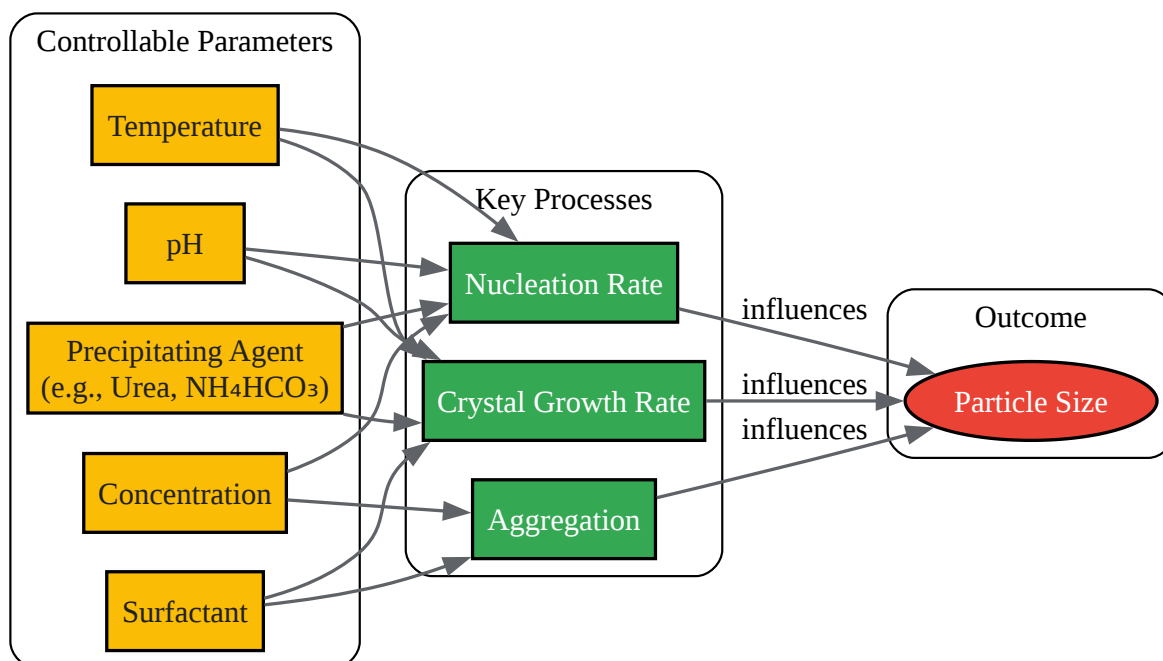 Controllable Parameters
Temperature
pH
Precipitating Agent
(e.g., Urea, NH₄HCO₃)
Concentration
Surfactant
Key Processes
Nucleation Rate
Crystal Growth Rate
Aggregation
influences
influences
influences
Outcome
Particle Size